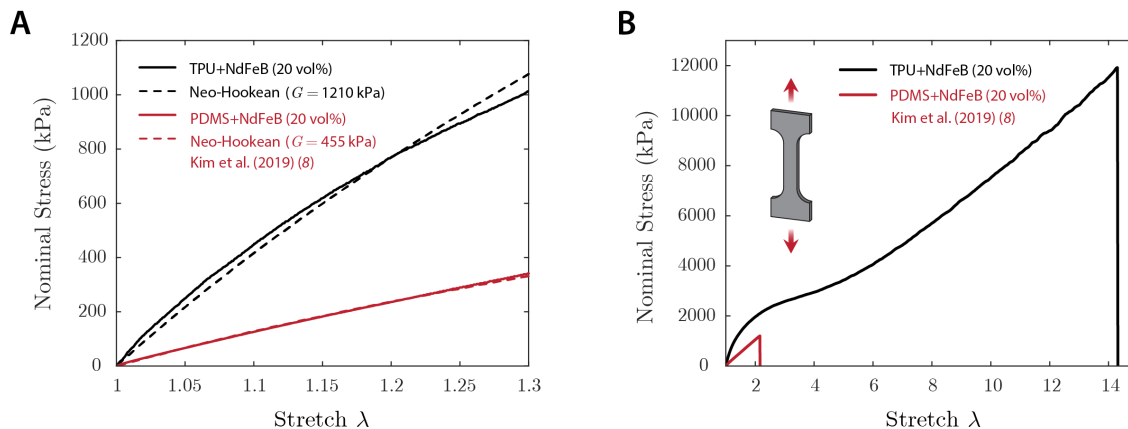 A
1200
1000
800
600
400
200
0
Nominal Stress (kPa)
TPU+NdFeB (20 vol%)
Neo-Hookean (G = 1210 kPa)
PDMS+NdFeB (20 vol%)
Neo-Hookean (G = 455 kPa)
Kim et al. (2019) (8)
1 1.05 1.1 1.15 1.2 1.25 1.3
Stretch λ
B
12000
10000
8000
6000
4000
2000
0
Nominal Stress (kPa)
TPU+NdFeB (20 vol%)
PDMS+NdFeB (20 vol%)
Kim et al. (2019) (8)
2 4 6 8 10 12 14
Stretch λ